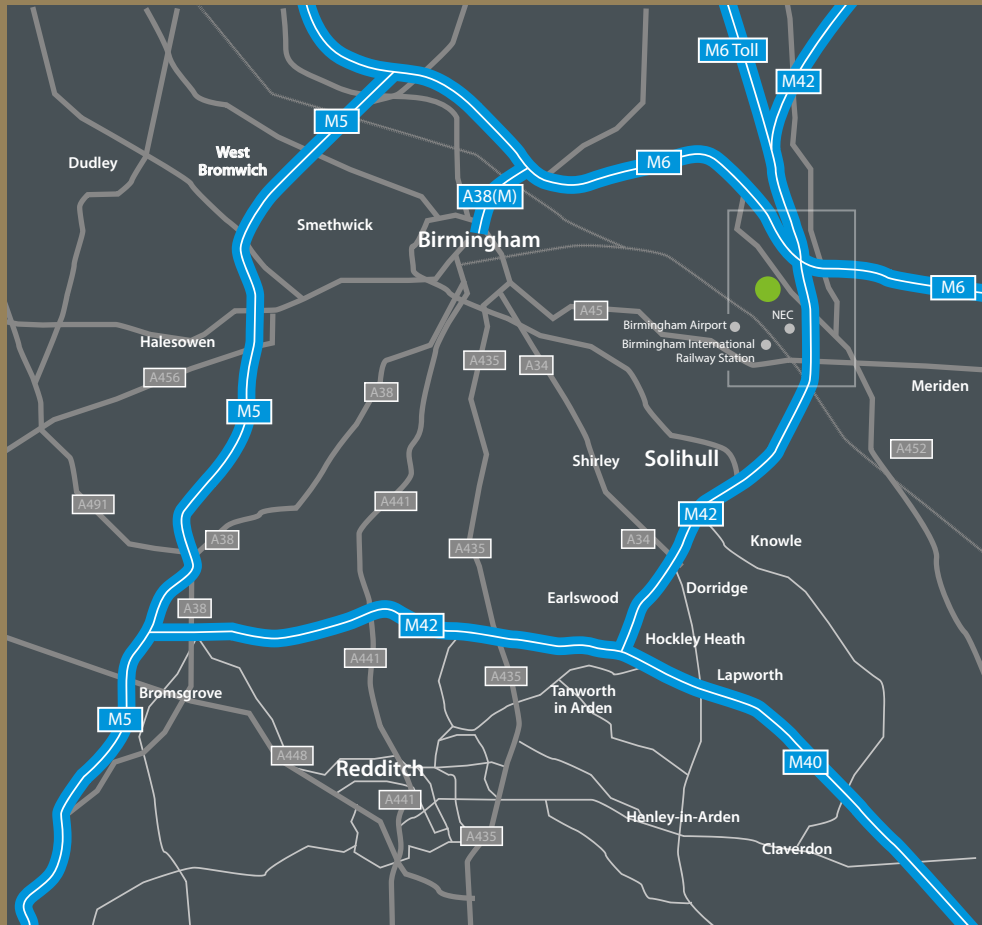 M6 Toll
M42
M5
West
Bromwich
Dudley
M6
A38(M)
Smethwick
Birmingham
M6
A45
NEC
Birmingham Airport
Birmingham International
Railway Station
Halesowen
A435
A34
A456
A38
Meriden
M5
A452
Shirley
Solihull
A491
A441
M42
A38
A34
Knowle
A435
Dorridge
Earlswood
A38
M42
Hockley Heath
A441
A435
Lapworth
Bromsgrove
Tanworth
in Arden
M5
A448
Redditch
M40
A441
Henley-in-Arden
A435
Claverdon